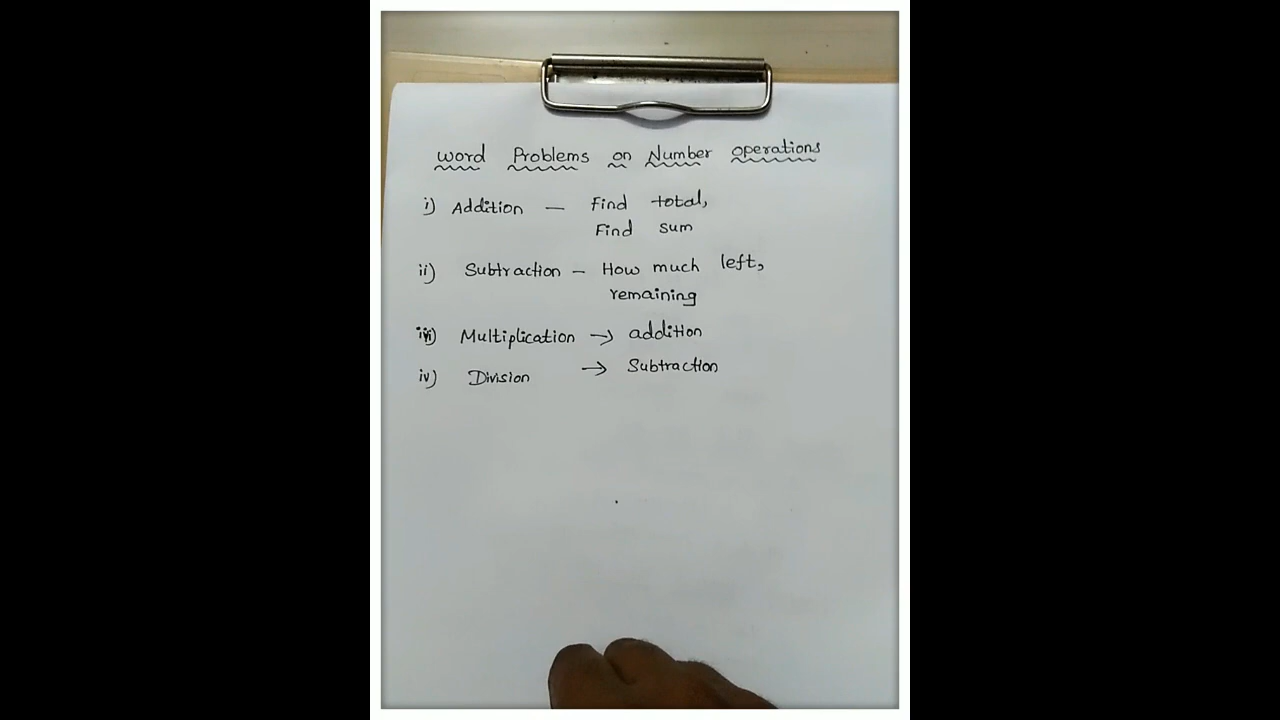 Word Problems on Number Operations
i) Addition — Find total,
Find sum
ii) Subtraction — How much left,
remaining
iii) Multiplication → addition
iv) Division → Subtraction